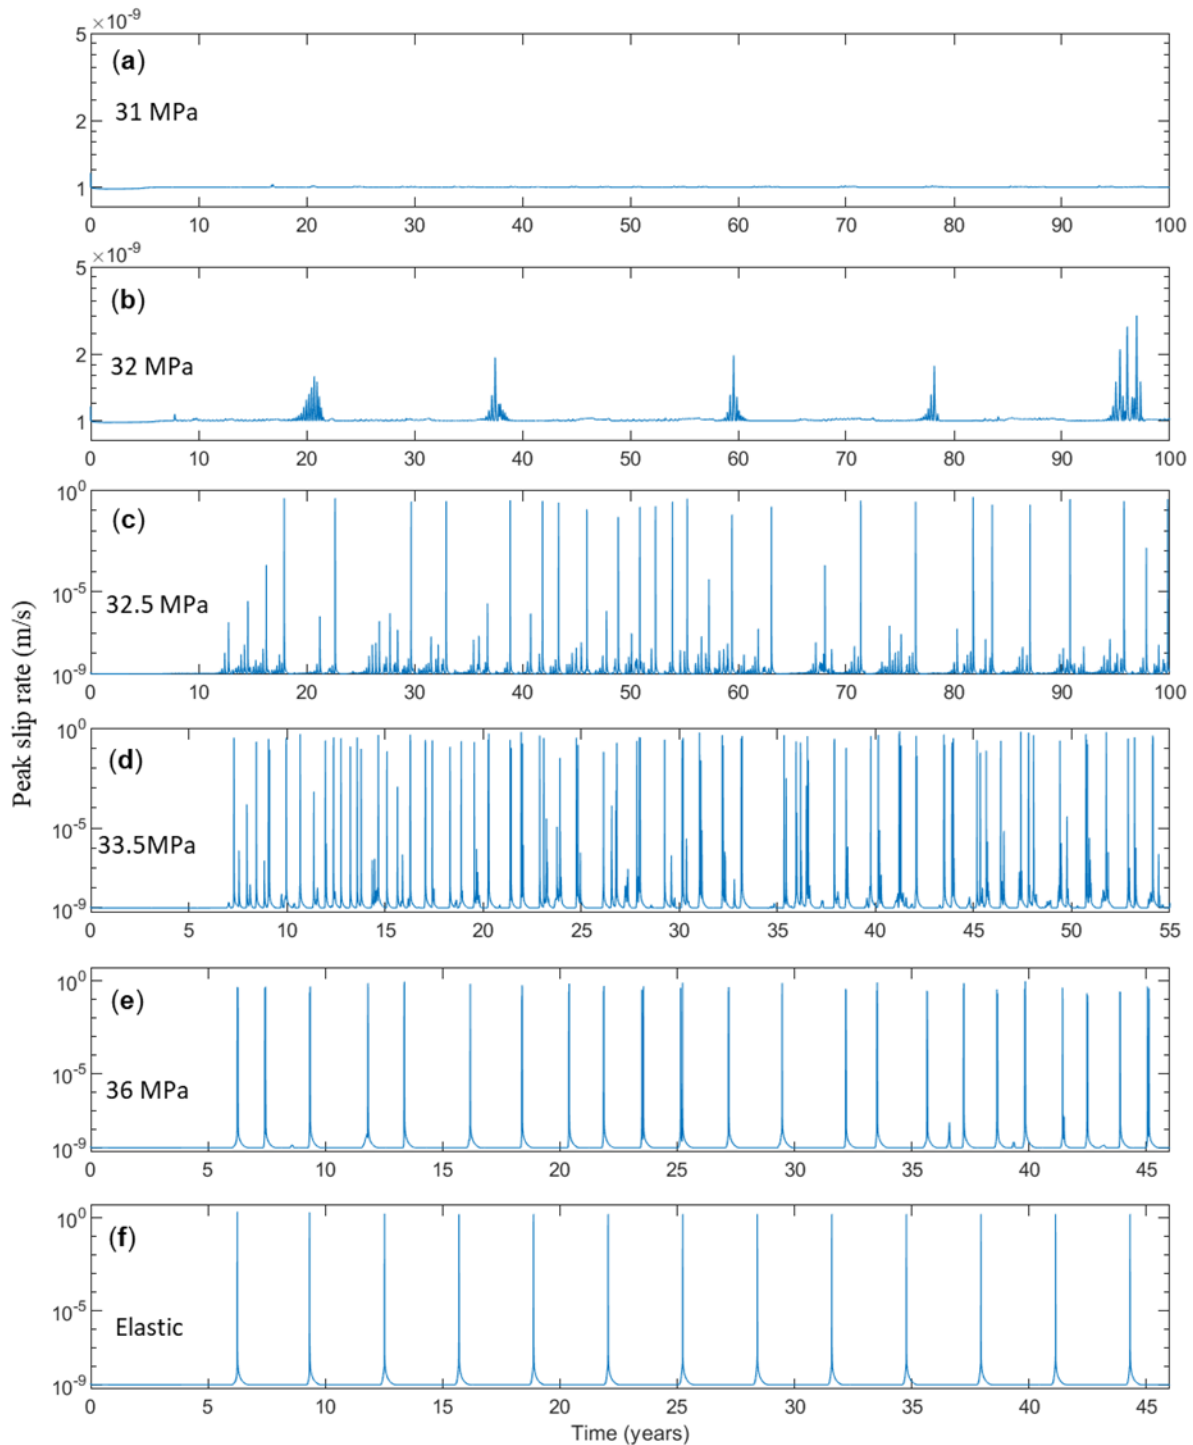 ×10⁻⁹
5
(a)
31 MPa
2
1
0 10 20 30 40 50 60 70 80 90 100
×10⁻⁹
5
(b)
32 MPa
2
1
0 10 20 30 40 50 60 70 80 90 100
10⁰
(c)
10⁻⁵
32.5 MPa
10⁻⁹
0 10 20 30 40 50 60 70 80 90 100
Peak slip rate (m/s)
10⁰
(d)
10⁻⁵
33.5MPa
10⁻⁹
0 5 10 15 20 25 30 35 40 45 50 55
10⁰
(e)
10⁻⁵
36 MPa
10⁻⁹
0 5 10 15 20 25 30 35 40 45
10⁰
(f)
10⁻⁵
Elastic
10⁻⁹
0 5 10 15 20 25 30 35 40 45
Time (years)